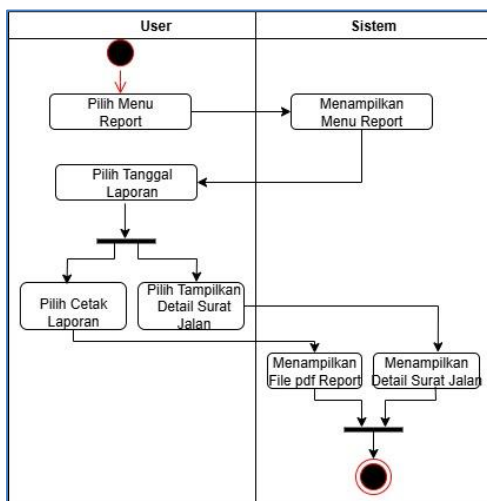 User
Sistem
Pilih Menu
Report
Menampilkan
Menu Report
Pilih Tanggal
Laporan
Pilih Cetak
Laporan
Pilih Tampilkan
Detail Surat
Jalan
Menampilkan
File pdf Report
Menampilkan
Detail Surat Jalan